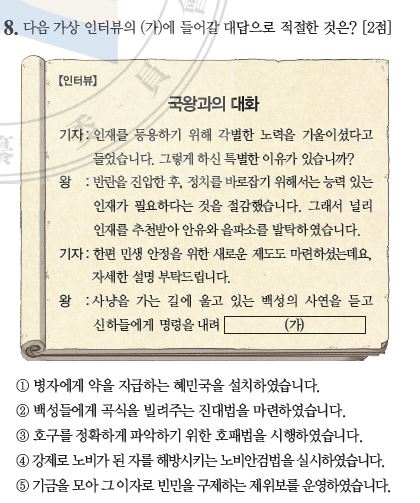 8. 다음 가상 인터뷰의 (가)에 들어갈 대답으로 적절한 것은? [2점]
【인터뷰】
국왕과의 대화
기자 : 인재를 등용하기 위해 각별한 노력을 기울이셨다고
들었습니다. 그렇게 하신 특별한 이유가 있습니까?
왕 : 반란을 진압한 후, 정치를 바로잡기 위해서는 능력 있는
인재가 필요하다는 것을 절감했습니다. 그래서 널리
인재를 추천받아 안유와 을파소를 발탁하였습니다.
기자 : 한편 민생 안정을 위한 새로운 제도도 마련하셨는데요,
자세한 설명 부탁드립니다.
왕 : 사냥을 가는 길에 울고 있는 백성의 사연을 듣고
신하들에게 명령을 내려 (가)
① 병자에게 약을 지급하는 혜민국을 설치하였습니다.
② 백성들에게 곡식을 빌려주는 진대법을 마련하였습니다.
③ 호구를 정확하게 파악하기 위한 호패법을 시행하였습니다.
④ 강제로 노비가 된 자를 해방시키는 노비안검법을 실시하였습니다.
⑤ 기금을 모아 그 이자로 빈민을 구제하는 제위보를 운영하였습니다.